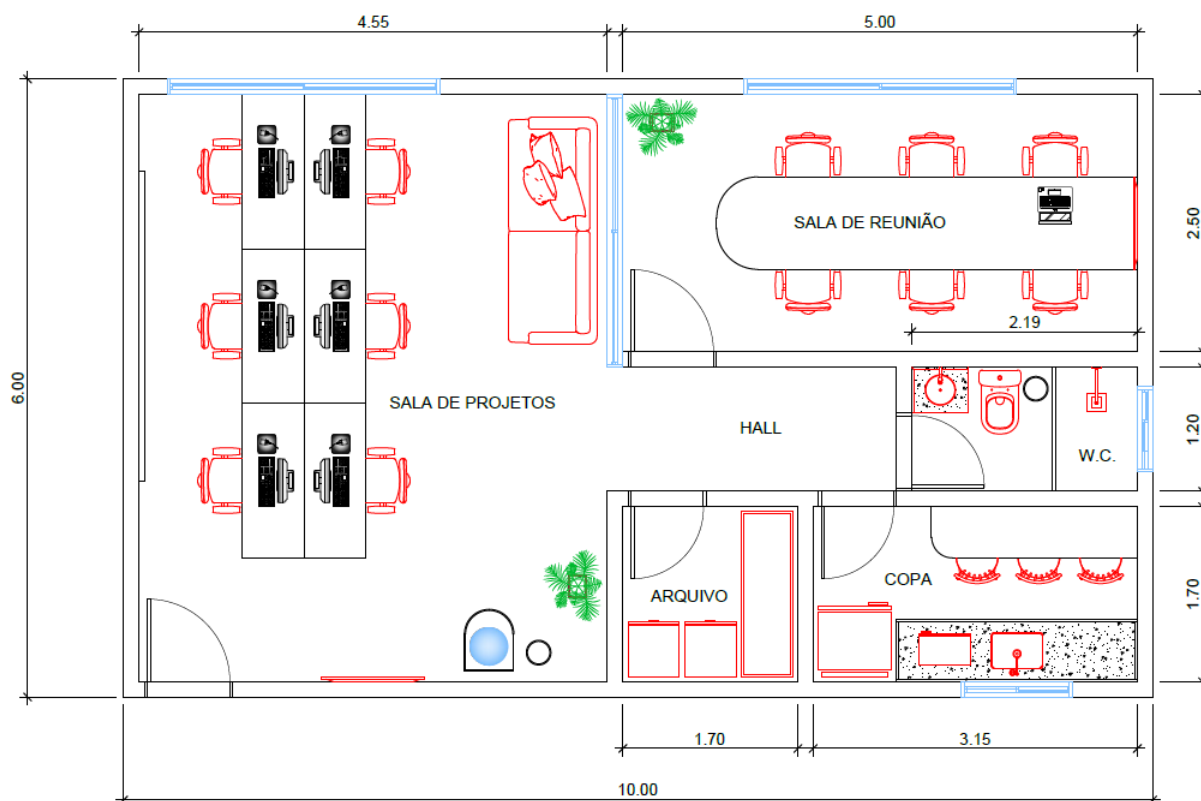 4.55
5.00
6.00
SALA DE REUNIÃO
2.50
2.19
SALA DE PROJETOS
HALL
W.C.
1.20
COPA
ARQUIVO
1.70
1.70
3.15
10.00